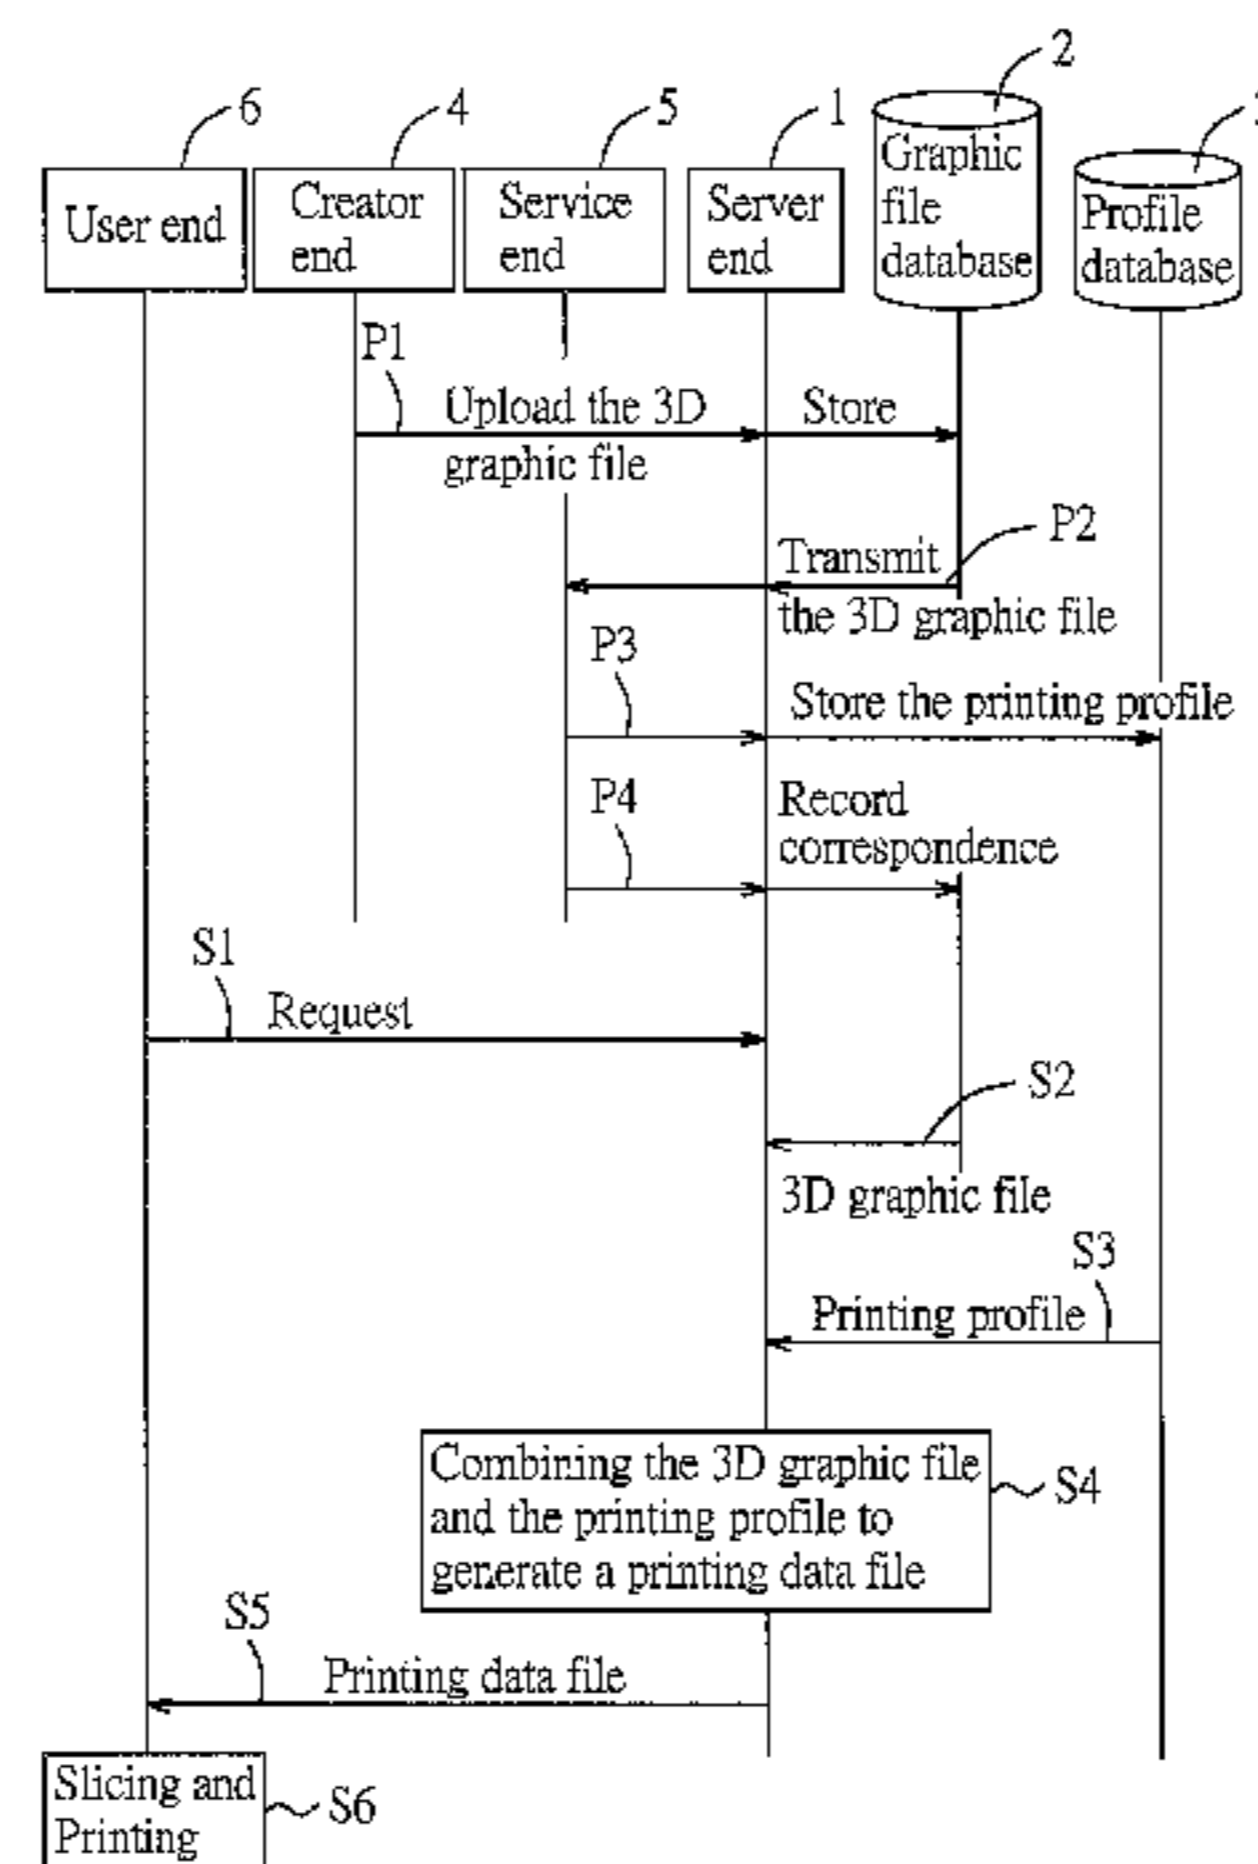 2
6
4
5
1
User end
Creator
end
Service
end
Server
end
Graphic
file
database
Profile
database
P1
Upload the 3D
graphic file
Store
P2
Transmit
the 3D graphic file
P3
Store the printing profile
P4
Record
correspondence
S1
Request
S2
3D graphic file
S3
Printing profile
Combining the 3D graphic file
and the printing profile to
generate a printing data file
S4
S5
Printing data file
Slicing and
Printing
S6